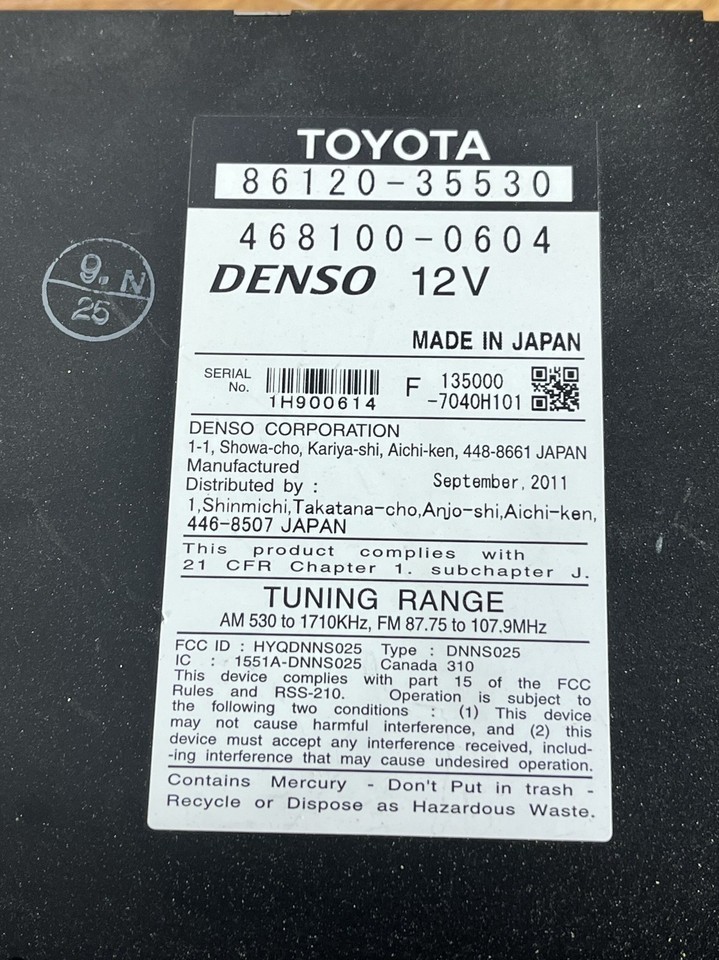 TOYOTA
86120-35530
468100-0604
DENSO 12V
MADE IN JAPAN
9. N
25
SERIAL No. 1H900614 F 135000 -7040H101
DENSO CORPORATION
1-1, Showa-cho, Kariya-shi, Aichi-ken, 448-8661 JAPAN
Manufactured
Distributed by : September, 2011
1,Shinmichi,Takatana-cho,Anjo-shi,Aichi-ken,
446-8507 JAPAN
This product complies with
21 CFR Chapter 1. subchapter J.
TUNING RANGE
AM 530 to 1710KHz, FM 87.75 to 107.9MHz
FCC ID : HYQDNNS025 Type : DNNS025
IC : 1551A-DNNS025 Canada 310
This device complies with part 15 of the FCC
Rules and RSS-210. Operation is subject to
the following two conditions : (1) This device
may not cause harmful interference, and (2) this
device must accept any interference received, includ-
-ing interference that may cause undesired operation.
Contains Mercury - Don't Put in trash -
Recycle or Dispose as Hazardous Waste.